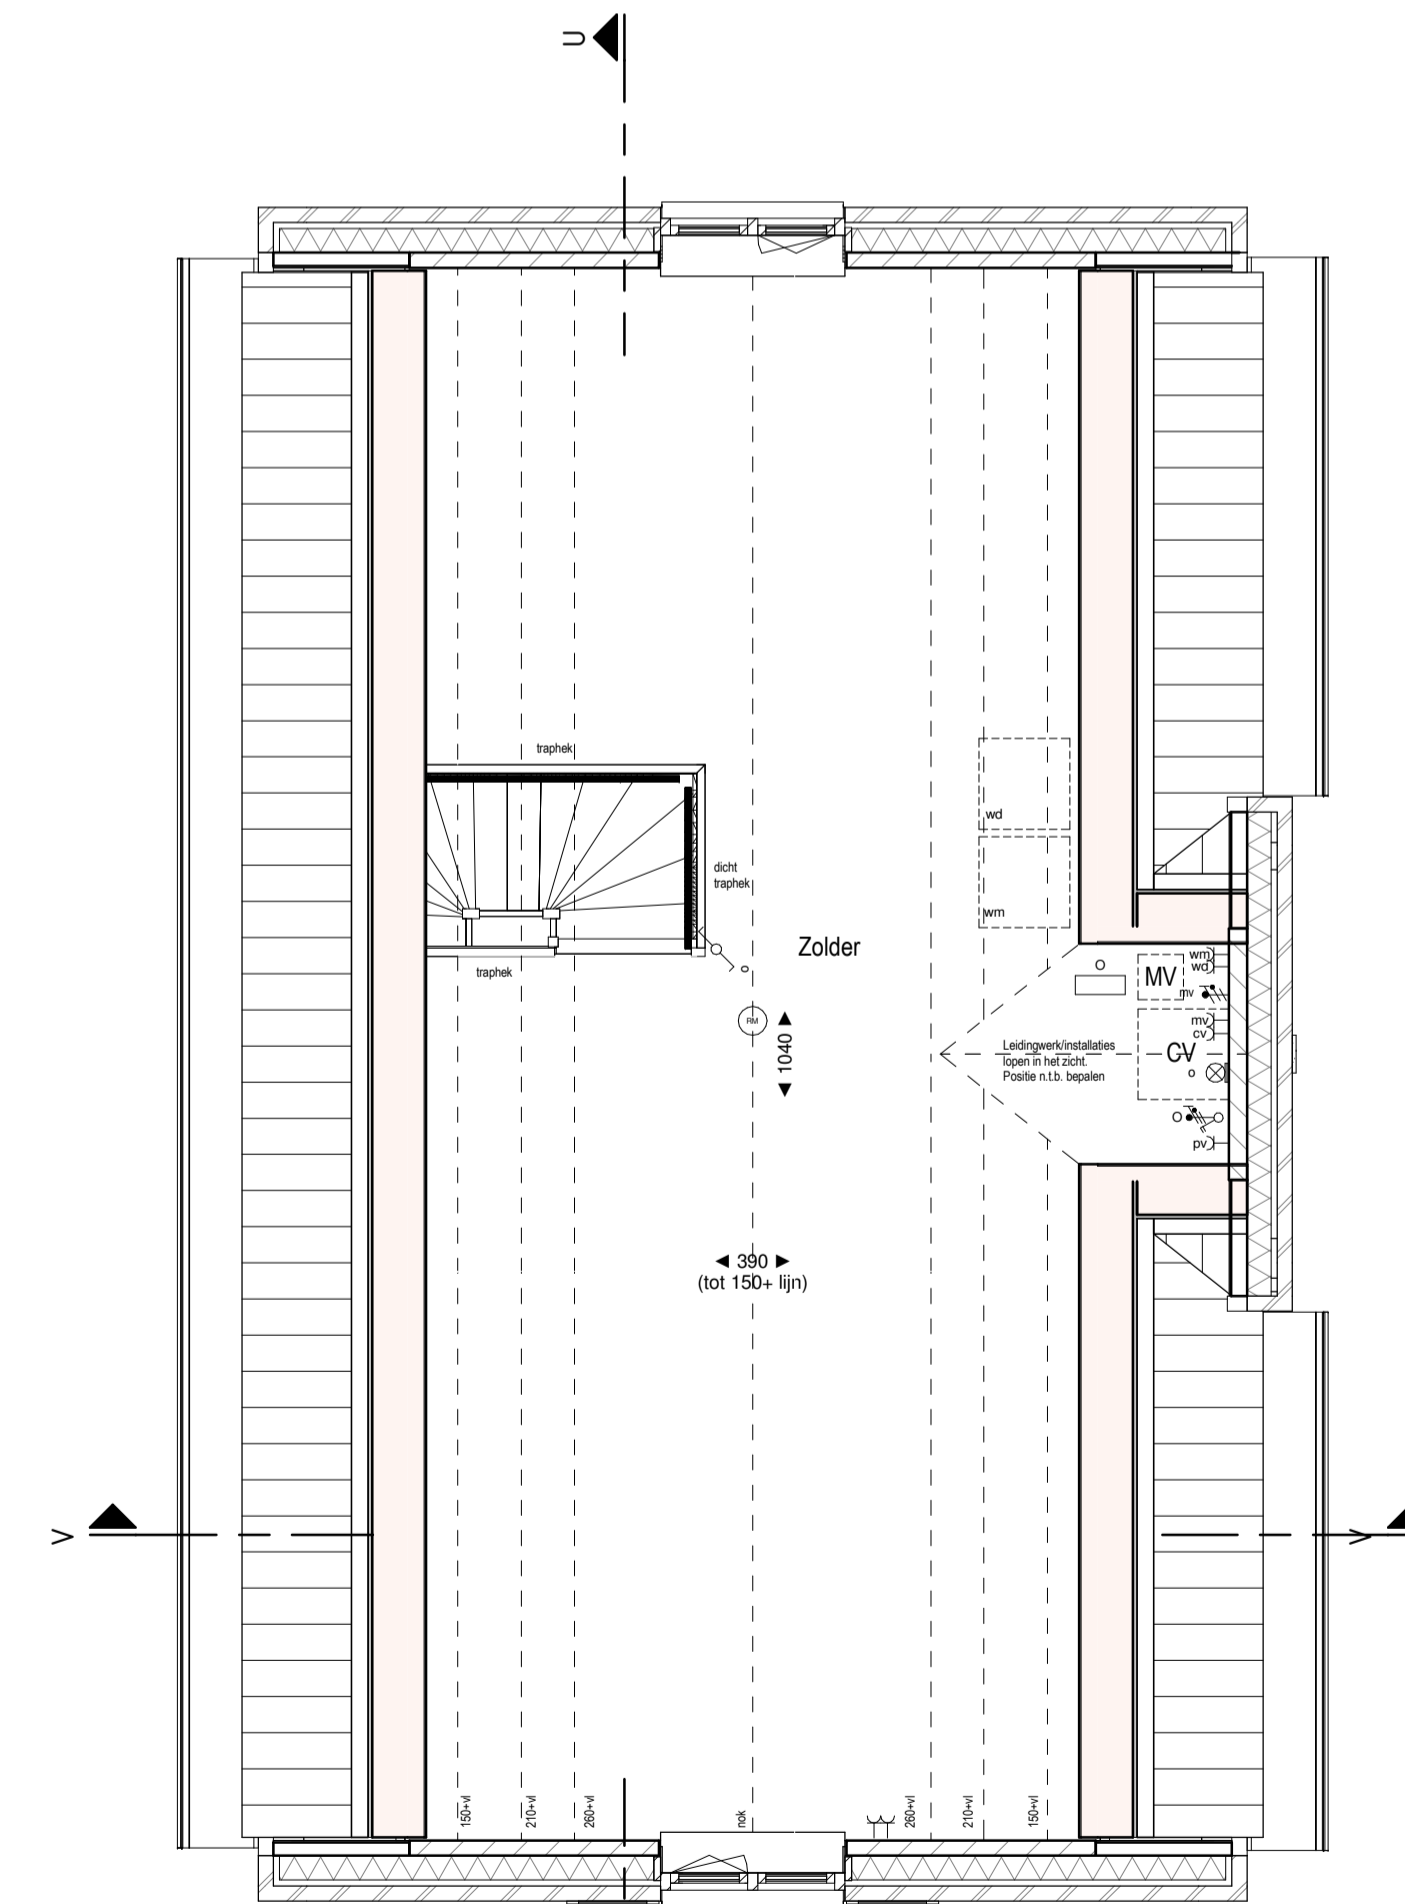 U
traphek
wd
dicht
traphek
wm
Zolder
traphek
RM
1040
MV
wm
wd
mv
mv
cv
CV
Leidingwerk/installaties
lopen in het zicht.
Positie n.t.b. bepalen
pv
390
(tot 150+ lijn)
V
V
150+vl
210+vl
260+vl
nok
260+vl
210+vl
150+vl